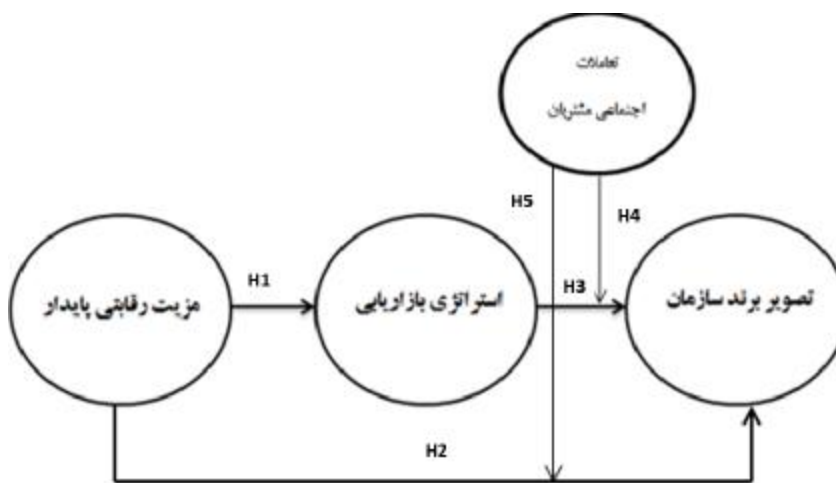 تعاملات
اجتماعی مشتریان
H5
H4
H1
H3
مزیت رقابتی پایدار
استراتژی بازاریابی
تصویر برند سازمان
H2